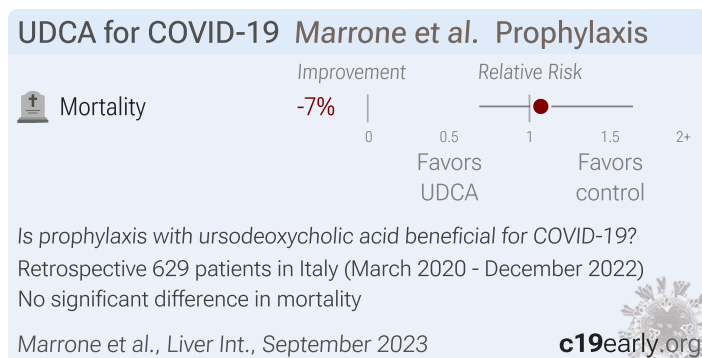 UDCA for COVID-19 Marrone et al. Prophylaxis
Improvement Relative Risk
Mortality -7%
0 0.5 1 1.5 2+
Favors UDCA Favors control
Is prophylaxis with ursodeoxycholic acid beneficial for COVID-19?
Retrospective 629 patients in Italy (March 2020 - December 2022)
No significant difference in mortality
Marrone et al., Liver Int., September 2023 c19early.org